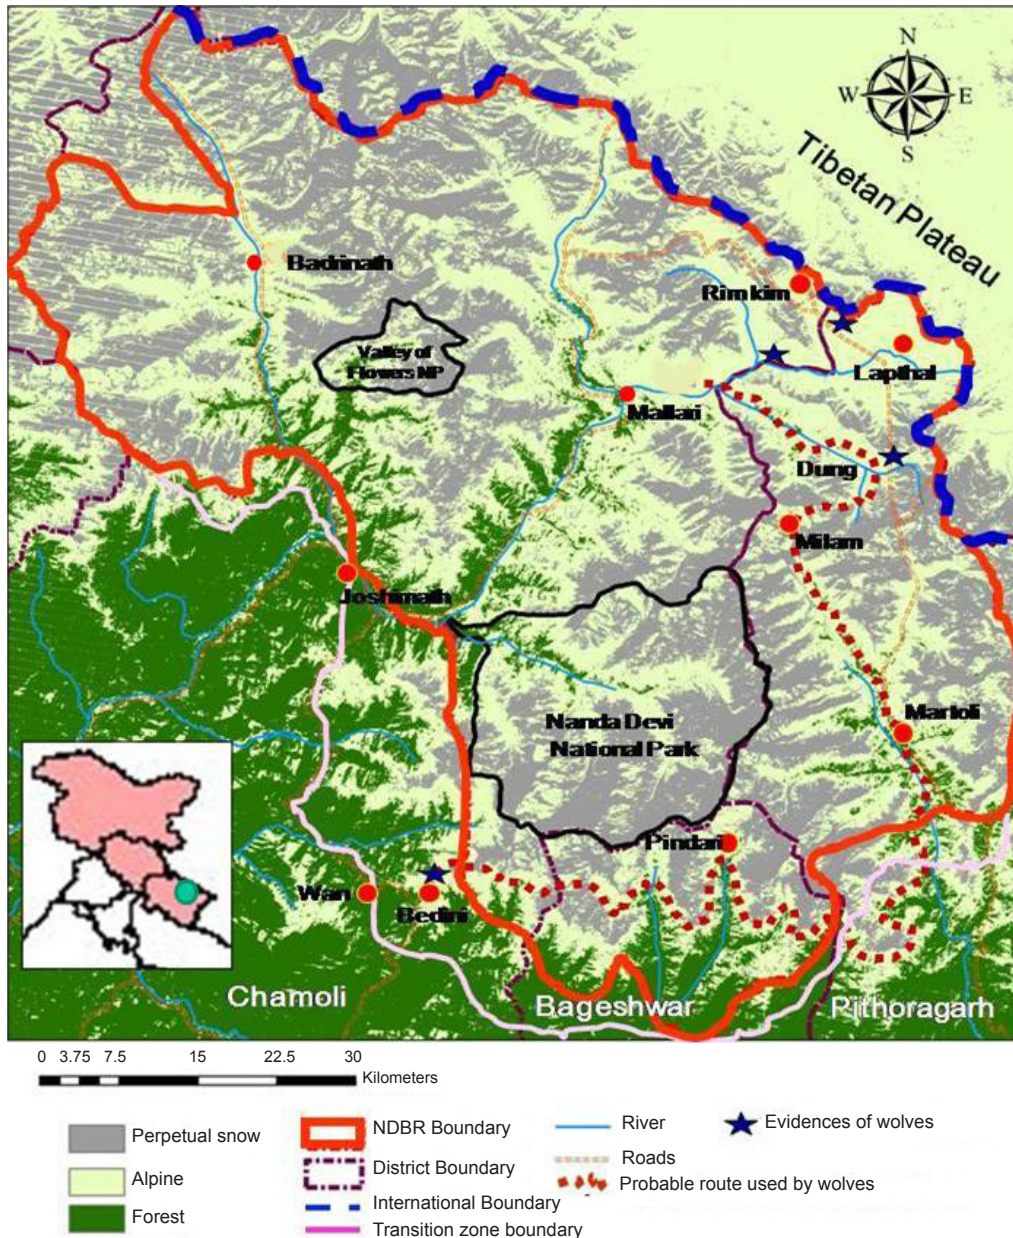 N
W
E
S
Tibetan Plateau
Badrinath
Rimkim
Valley of
Flowers NP
Lapthal
Mallari
Dung
Milam
Joshimath
Nanda Devi
National Park
Martoli
Pindari
Wan
Bedini
Chamoli
Bageshwar
Pithoragarh
0 3.75 7.5 15 22.5 30
Kilometers
Perpetual snow
Alpine
Forest
NDBR Boundary
District Boundary
International Boundary
Transition zone boundary
River
Roads
Probable route used by wolves
Evidences of wolves